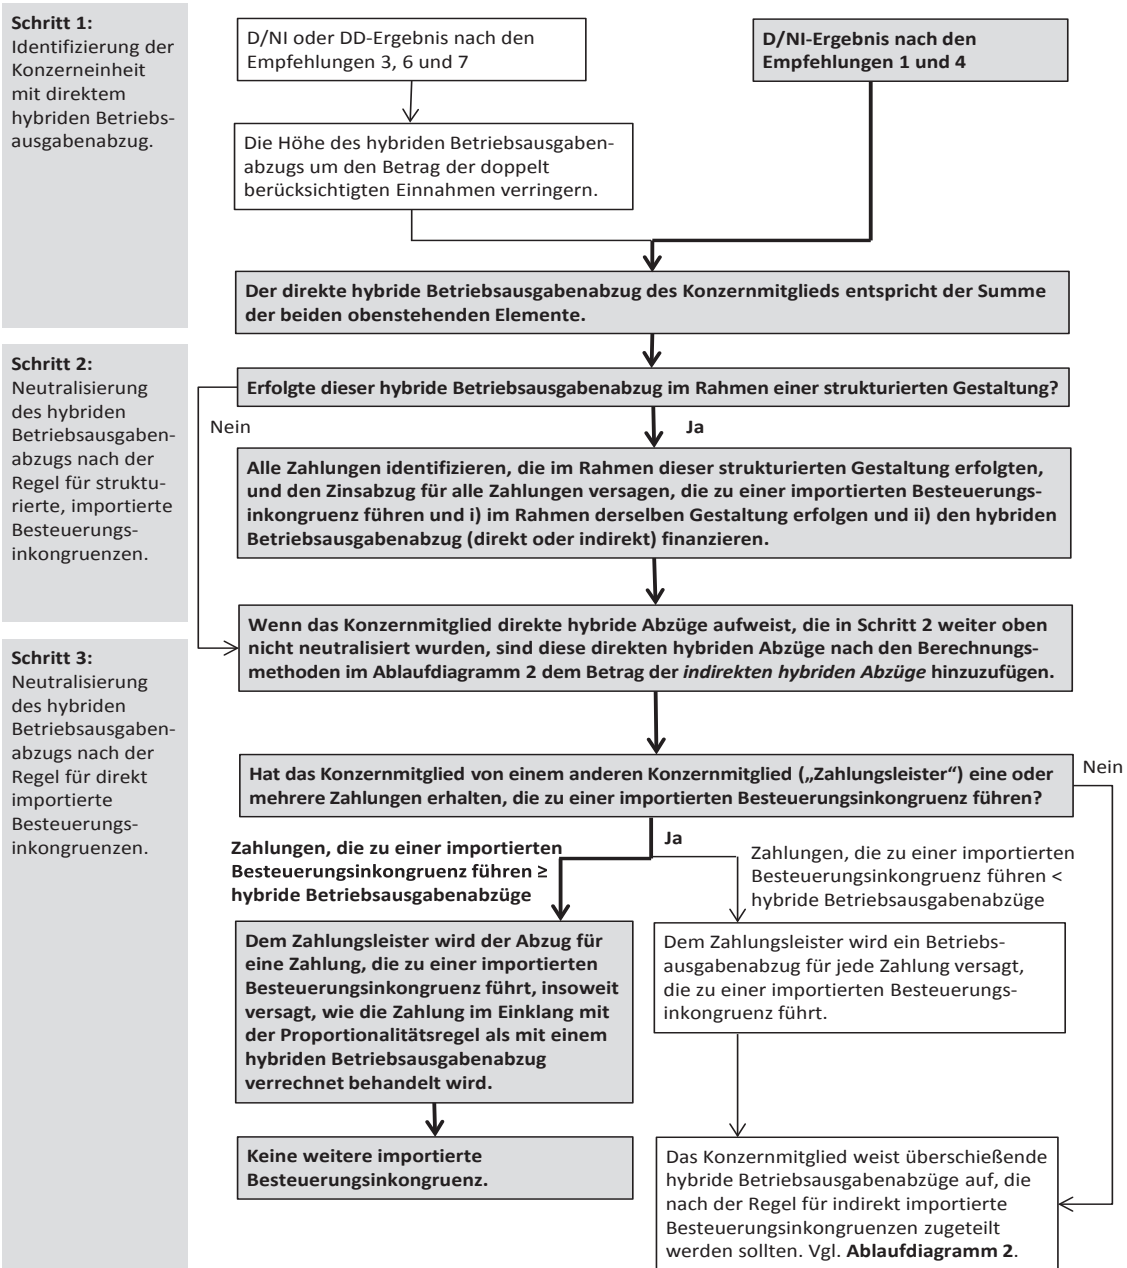 Schritt 1:
Identifizierung der
Konzerneinheit
mit direktem
hybriden Betriebs-
ausgabenabzug.
D/NI oder DD-Ergebnis nach den
Empfehlungen 3, 6 und 7
D/NI-Ergebnis nach den
Empfehlungen 1 und 4
Die Höhe des hybriden Betriebsausgaben-
abzugs um den Betrag der doppelt
berücksichtigten Einnahmen verringern.
Der direkte hybride Betriebsausgabenabzug des Konzernmitglieds entspricht der Summe
der beiden obenstehenden Elemente.
Schritt 2:
Neutralisierung
des hybriden
Betriebsausgaben-
abzugs nach der
Regel für struktu-
rierte, importierte
Besteuerungs-
inkongruenzen.
Erfolgte dieser hybride Betriebsausgabenabzug im Rahmen einer strukturierten Gestaltung?
Nein
Ja
Alle Zahlungen identifizieren, die im Rahmen dieser strukturierten Gestaltung erfolgten,
und den Zinsabzug für alle Zahlungen versagen, die zu einer importierten Besteuerungs-
inkongruenz führen und i) im Rahmen derselben Gestaltung erfolgen und ii) den hybriden
Betriebsausgabenabzug (direkt oder indirekt) finanzieren.
Schritt 3:
Neutralisierung
des hybriden
Betriebsausgaben-
abzugs nach der
Regel für direkt
importierte
Besteuerungs-
inkongruenzen.
Wenn das Konzernmitglied direkte hybride Abzüge aufweist, die in Schritt 2 weiter oben
nicht neutralisiert wurden, sind diese direkten hybriden Abzüge nach den Berechnungs-
methoden im Ablaufdiagramm 2 dem Betrag der indirekten hybriden Abzüge hinzuzufügen.
Hat das Konzernmitglied von einem anderen Konzernmitglied („Zahlungsleister“) eine oder
mehrere Zahlungen erhalten, die zu einer importierten Besteuerungsinkongruenz führen?
Nein
Ja
Zahlungen, die zu einer importierten
Besteuerungsinkongruenz führen ≥
hybride Betriebsausgabenabzüge
Zahlungen, die zu einer importierten
Besteuerungsinkongruenz führen <
hybride Betriebsausgabenabzüge
Dem Zahlungsleister wird der Abzug für
eine Zahlung, die zu einer importierten
Besteuerungsinkongruenz führt, insoweit
versagt, wie die Zahlung im Einklang mit
der Proportionalitätsregel als mit einem
hybriden Betriebsausgabenabzug
verrechnet behandelt wird.
Dem Zahlungsleister wird ein Betriebs-
ausgabenabzug für jede Zahlung versagt,
die zu einer importierten Besteuerungs-
inkongruenz führt.
Keine weitere importierte
Besteuerungsinkongruenz.
Das Konzernmitglied weist überschießende
hybride Betriebsausgabenabzüge auf, die
nach der Regel für indirekt importierte
Besteuerungsinkongruenzen zugeteilt
werden sollten. Vgl. Ablaufdiagramm 2.